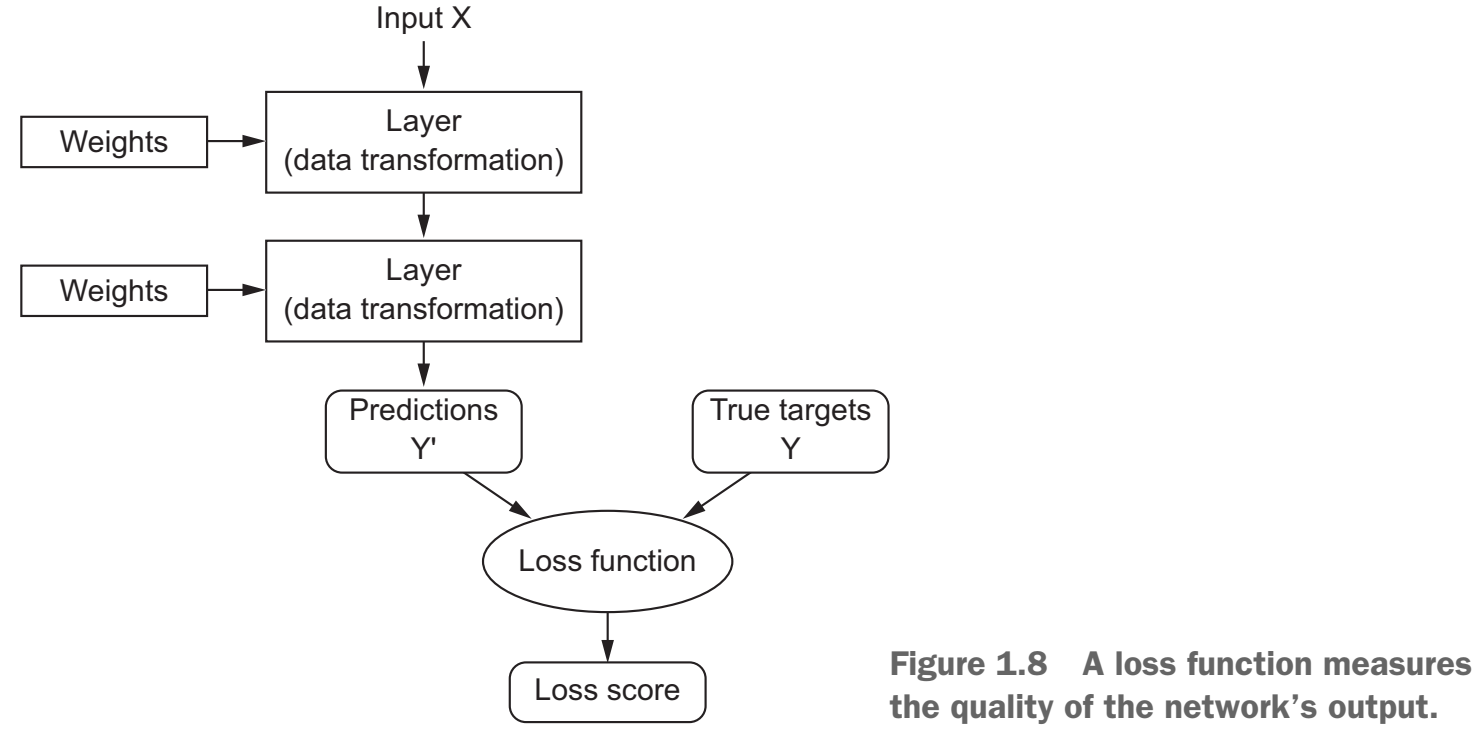 Input X
Layer
Weights
(data transformation)
Layer
Weights
(data transformation)
Predictions
Y'
True targets
Y
Loss function
Loss score
Figure 1.8 A loss function measures
the quality of the network’s output.